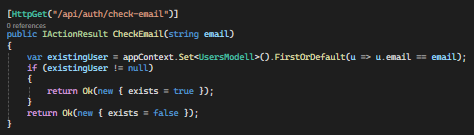 [HttpGet("/api/auth/check-email")]
0 references
public IActionResult CheckEmail(string email)
{
var existingUser = appContext.Set<UsersModell>().FirstOrDefault(u => u.email == email);
if (existingUser != null)
{
return Ok(new { exists = true });
}
return Ok(new { exists = false });
}